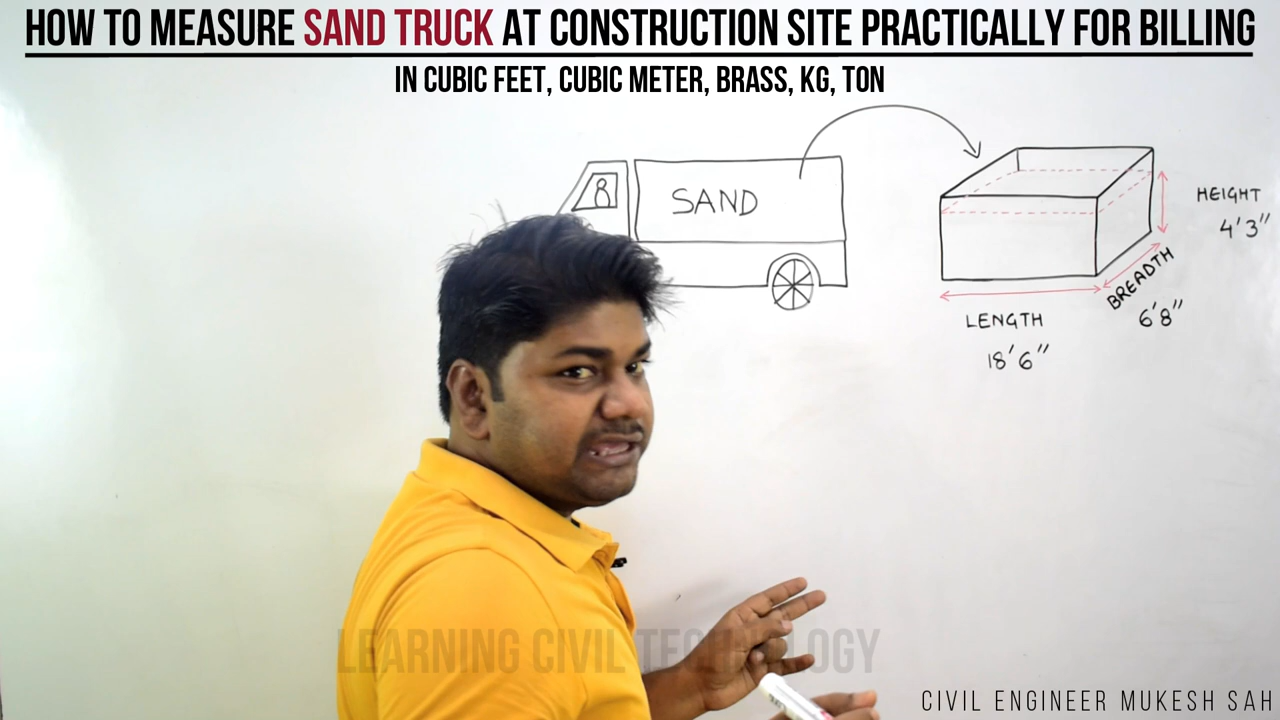 HOW TO MEASURE SAND TRUCK AT CONSTRUCTION SITE PRACTICALLY FOR BILLING
IN CUBIC FEET, CUBIC METER, BRASS, KG, TON
SAND
HEIGHT
4'3"
BREADTH
6'8"
LENGTH
18'6"
LEARNING CIVIL TECHNOLOGY
CIVIL ENGINEER MUKESH SAH